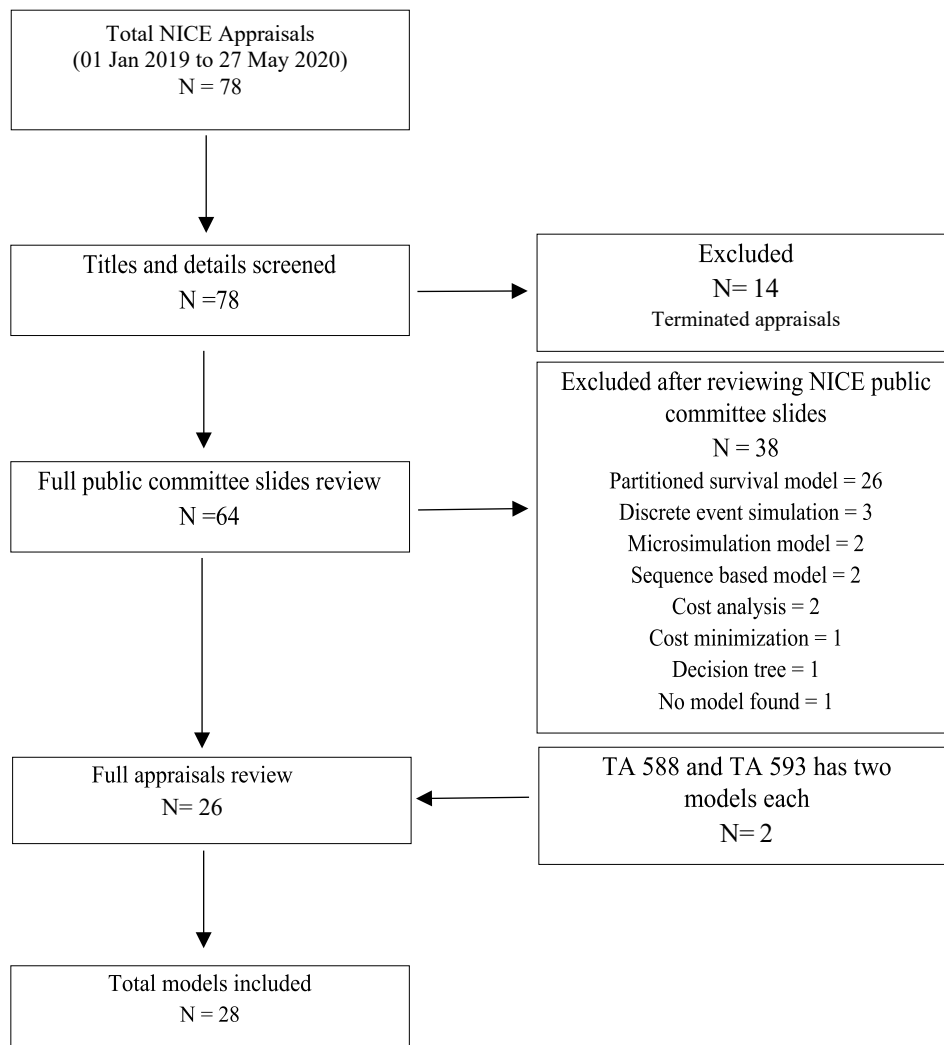 Total NICE Appraisals
(01 Jan 2019 to 27 May 2020)
N = 78
Titles and details screened
N =78
Excluded
N= 14
Terminated appraisals
Full public committee slides review
N =64
Excluded after reviewing NICE public
committee slides
N = 38
Partitioned survival model = 26
Discrete event simulation = 3
Microsimulation model = 2
Sequence based model = 2
Cost analysis = 2
Cost minimization = 1
Decision tree = 1
No model found = 1
Full appraisals review
N= 26
TA 588 and TA 593 has two
models each
N= 2
Total models included
N = 28